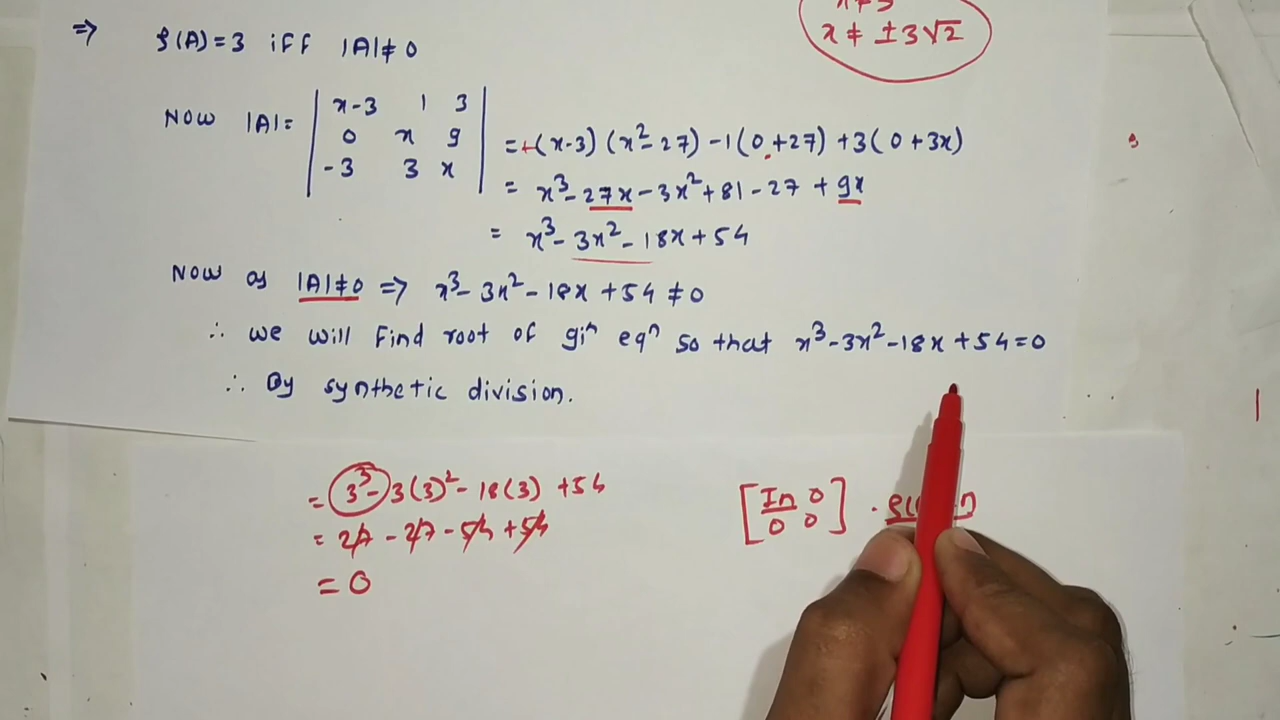 x ≠ 3
x ≠ ±3√2
⇒ ρ(A) = 3 iff |A| ≠ 0
Now |A| = | x-3 1 3 |
| 0 x 9 |
| -3 3 x |
= +(x-3) (x²-27) -1(0+27) +3(0+3x)
= x³ - 27x - 3x² + 81 - 27 + 9x
= x³ - 3x² - 18x + 54
Now as |A| ≠ 0 ⇒ x³ - 3x² - 18x + 54 ≠ 0
∴ we will find root of giⁿ eqⁿ so that x³ - 3x² - 18x + 54 = 0
∴ By synthetic division.
= 3³ - 3(3)² - 18(3) + 54
= 27 - 27 - 54 + 54
= 0
[ In 0 ]
[ 0 0 ]